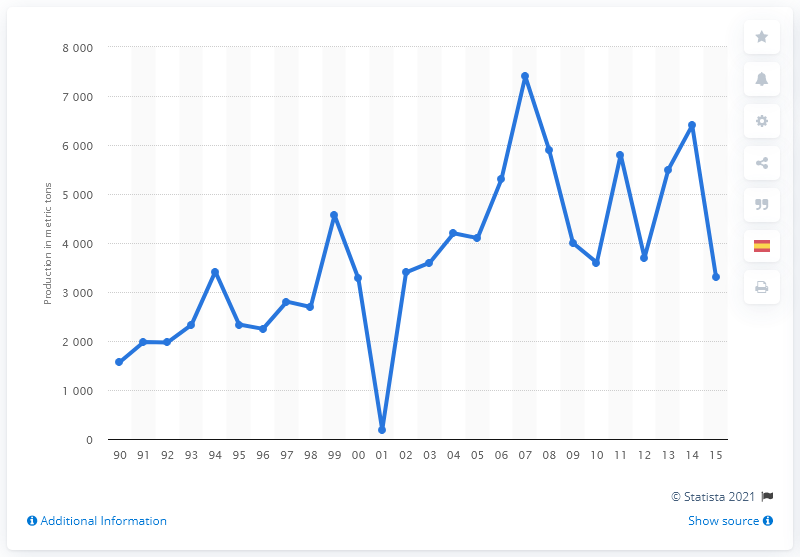 8 000
7 000
6 000
5 000
4 000
3 000
2 000
1 000
0
Production in metric tons
90 91 92 93 94 95 96 97 98 99 00 01 02 03 04 05 06 07 08 09 10 11 12 13 14 15
© Statista 2021
Additional Information
Show source